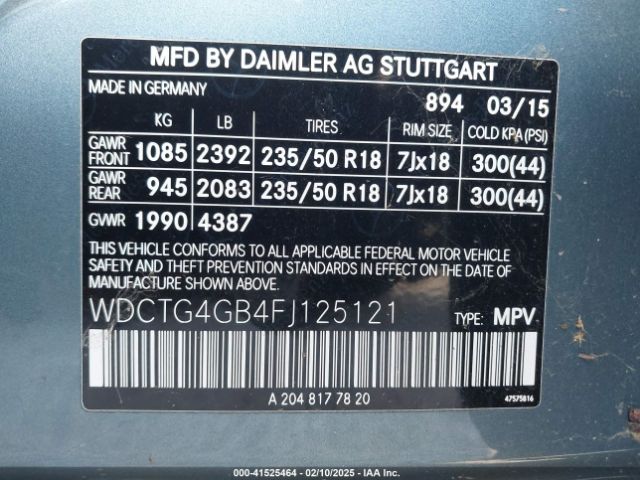 MFD BY DAIMLER AG STUTTGART
MADE IN GERMANY 894 03/15
KG LB TIRES RIM SIZE COLD KPA (PSI)
GAWR FRONT 1085 2392 235/50 R18 7Jx18 300(44)
GAWR REAR 945 2083 235/50 R18 7Jx18 300(44)
GVWR 1990 4387
THIS VEHICLE CONFORMS TO ALL APPLICABLE FEDERAL MOTOR VEHICLE
SAFETY AND THEFT PREVENTION STANDARDS IN EFFECT ON THE DATE OF
MANUFACTURE SHOWN ABOVE.
WDCTG4GB4FJ125121 TYPE: MPV
A 204 817 78 20 47575816
000-41525464 - 02/10/2025 - IAA Inc.